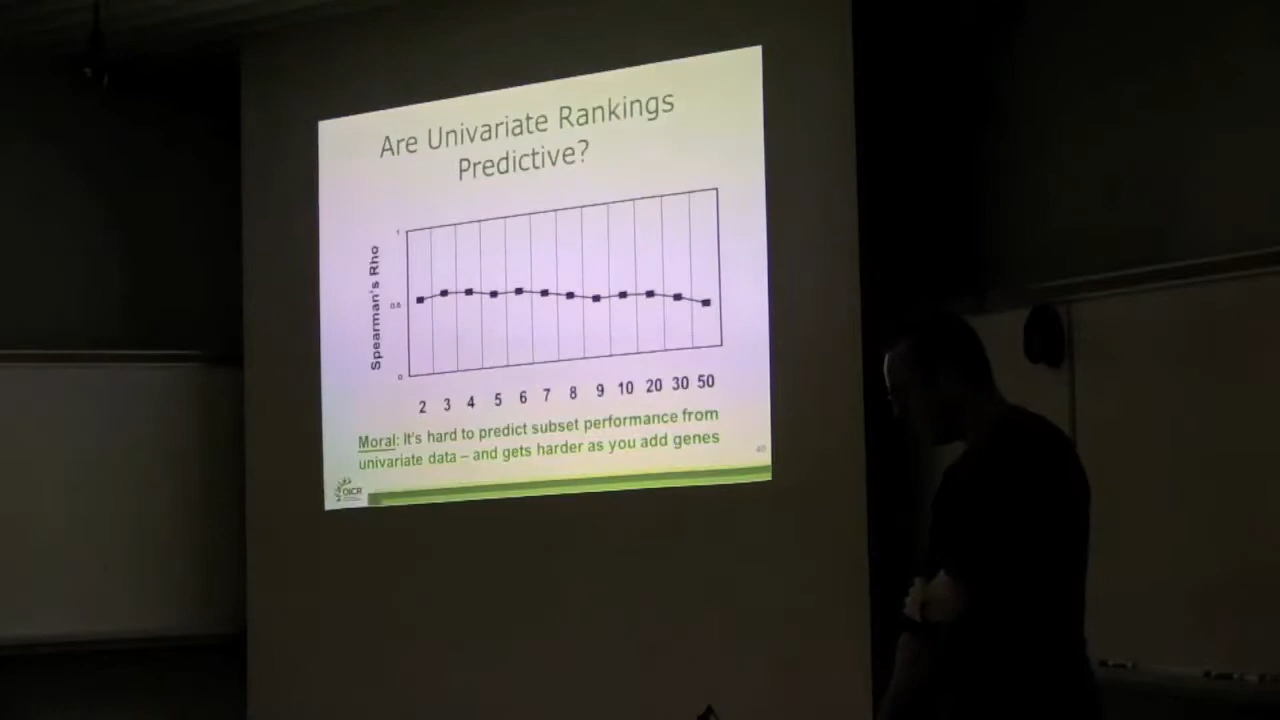 Are Univariate Rankings
Predictive?
Spearman's Rho
1
0.5
0
2 3 4 5 6 7 8 9 10 20 30 50
Moral: It's hard to predict subset performance from
univariate data – and gets harder as you add genes
40
OICR